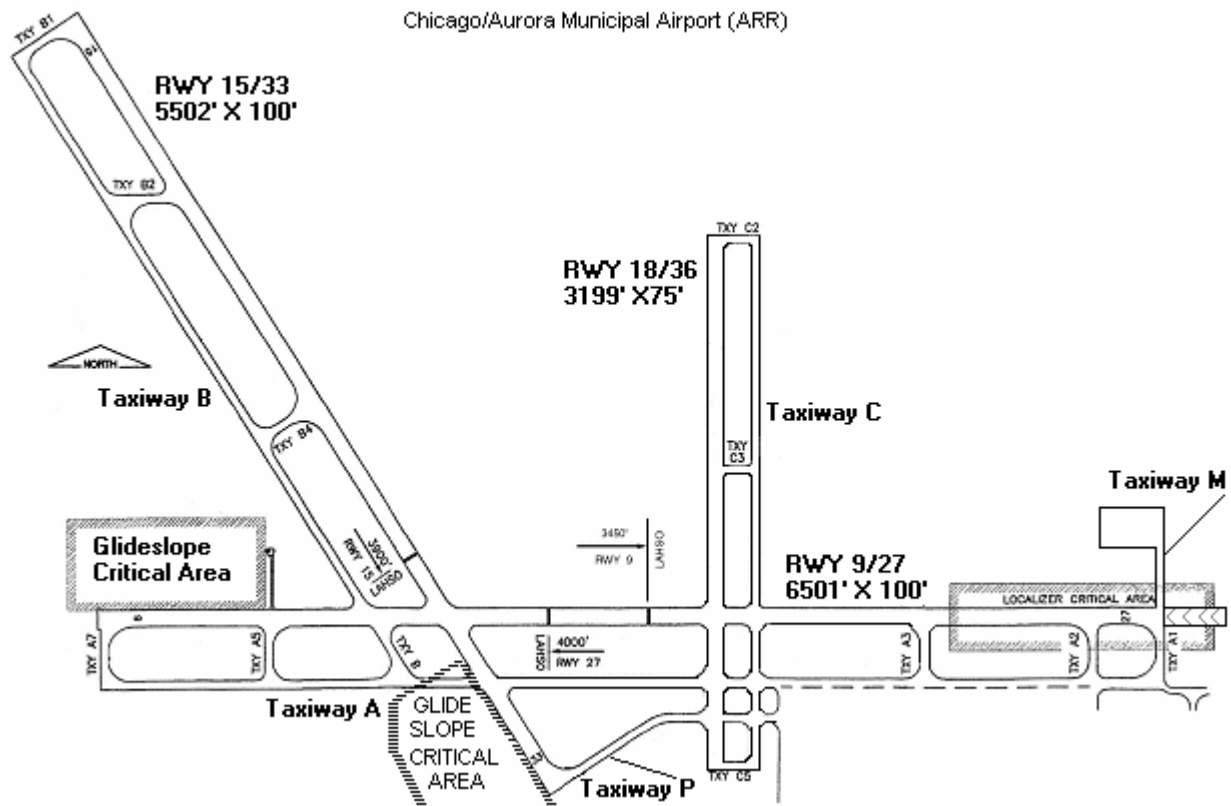 Chicago/Aurora Municipal Airport (ARR)
TXY B1
15
RWY 15/33
5502' X 100'
TXY B2
TXY C2
RWY 18/36
3199' X75'
NORTH
Taxiway B
Taxiway C
TXY B4
TXY
C3
Taxiway M
Glideslope
Critical Area
3900'
RWY 15
LAHSO
3450'
RWY 9
LAHSO
RWY 9/27
6501' X 100'
LOCALIZER CRITICAL AREA
9
27
TXY A7
TXY A5
TXY B
LAHSO
4000'
RWY 27
TXY A3
TXY A2
TXY A1
Taxiway A
GLIDE
SLOPE
CRITICAL
AREA
Taxiway P
TXY C5